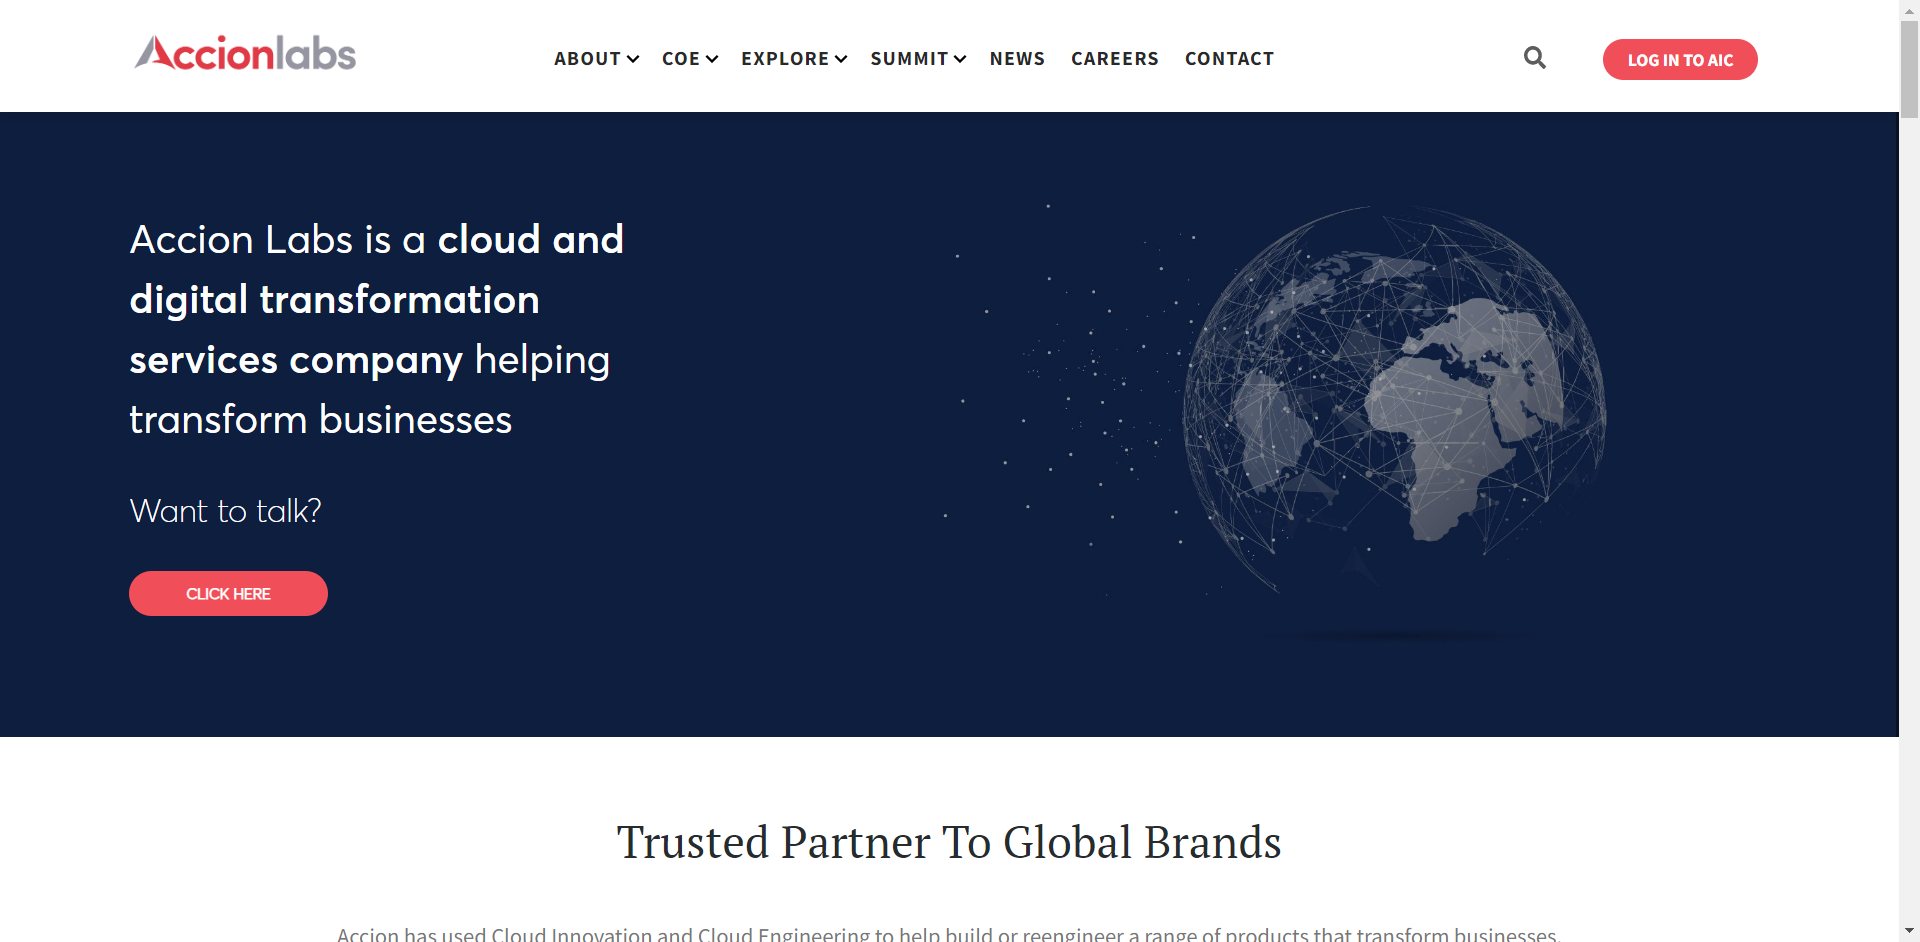 Accionlabs
ABOUT COE EXPLORE SUMMIT NEWS CAREERS CONTACT
LOG IN TO AIC
Accion Labs is a cloud and
digital transformation
services company helping
transform businesses
Want to talk?
CLICK HERE
Trusted Partner To Global Brands
Accion has used Cloud Innovation and Cloud Engineering to help build or reengineer a range of products that transform businesses.